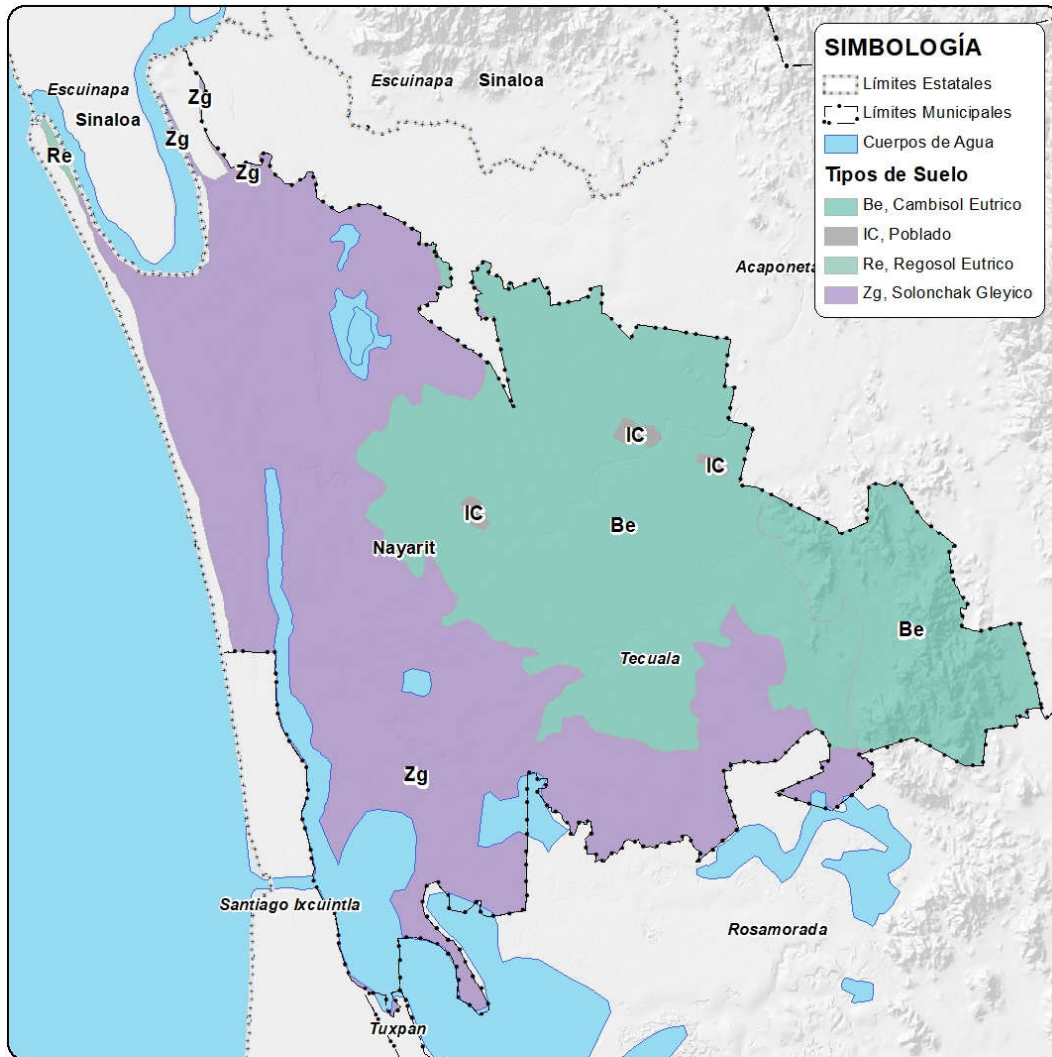 SIMBOLOGÍA
Límites Estatales
Límites Municipales
Cuerpos de Agua
Tipos de Suelo
Be, Cambisol Eutrico
IC, Poblado
Re, Regosol Eutrico
Zg, Solonchak Gleyico
Escuinapa
Sinaloa
Escuinapa
Sinaloa
Zg
Zg
Re
Zg
Acaponeta
IC
IC
IC
Be
Nayarit
Be
Tecuala
Zg
Santiago Ixcuintla
Rosamorada
Tuxpan